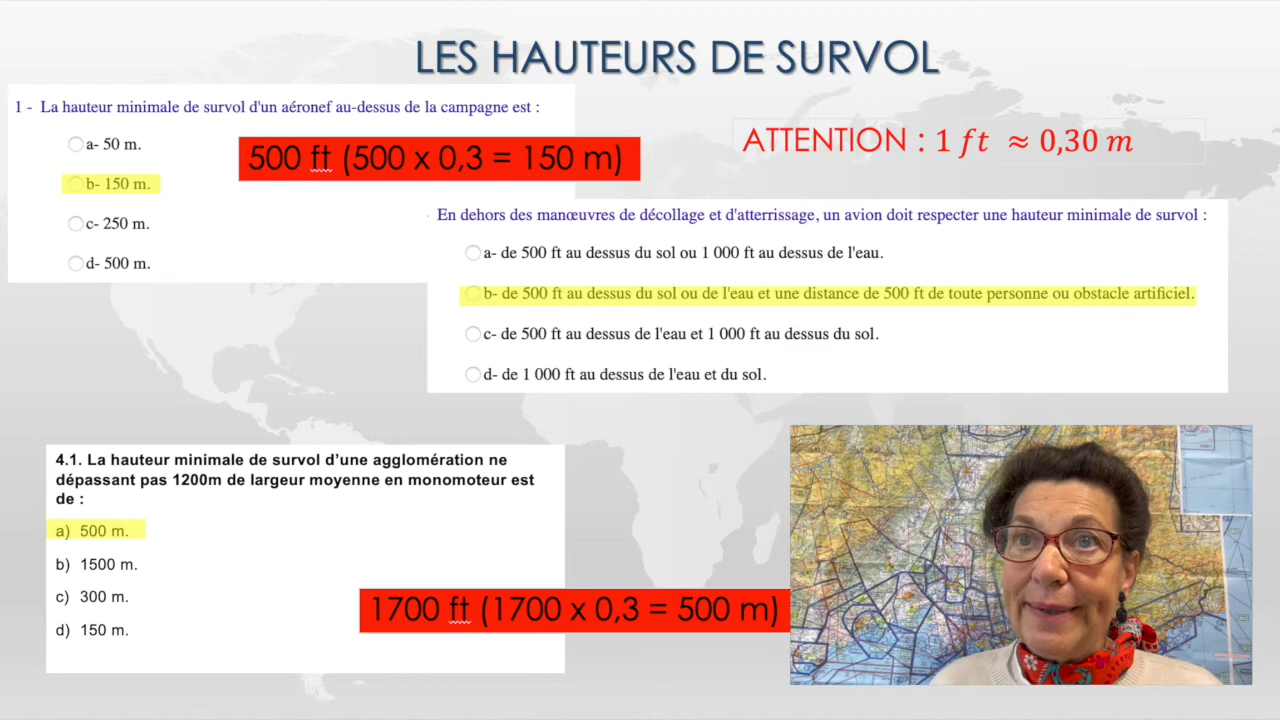 LES HAUTEURS DE SURVOL
1 - La hauteur minimale de survol d'un aéronef au-dessus de la campagne est :
a- 50 m.
b- 150 m.
c- 250 m.
d- 500 m.
500 ft (500 x 0,3 = 150 m)
ATTENTION : 1 ft ≈ 0,30 m
En dehors des manœuvres de décollage et d'atterrissage, un avion doit respecter une hauteur minimale de survol :
a- de 500 ft au dessus du sol ou 1 000 ft au dessus de l'eau.
b- de 500 ft au dessus du sol ou de l'eau et une distance de 500 ft de toute personne ou obstacle artificiel.
c- de 500 ft au dessus de l'eau et 1 000 ft au dessus du sol.
d- de 1 000 ft au dessus de l'eau et du sol.
4.1. La hauteur minimale de survol d’une agglomération ne
dépassant pas 1200m de largeur moyenne en monomoteur est
de :
a) 500 m.
b) 1500 m.
c) 300 m.
d) 150 m.
1700 ft (1700 x 0,3 = 500 m)